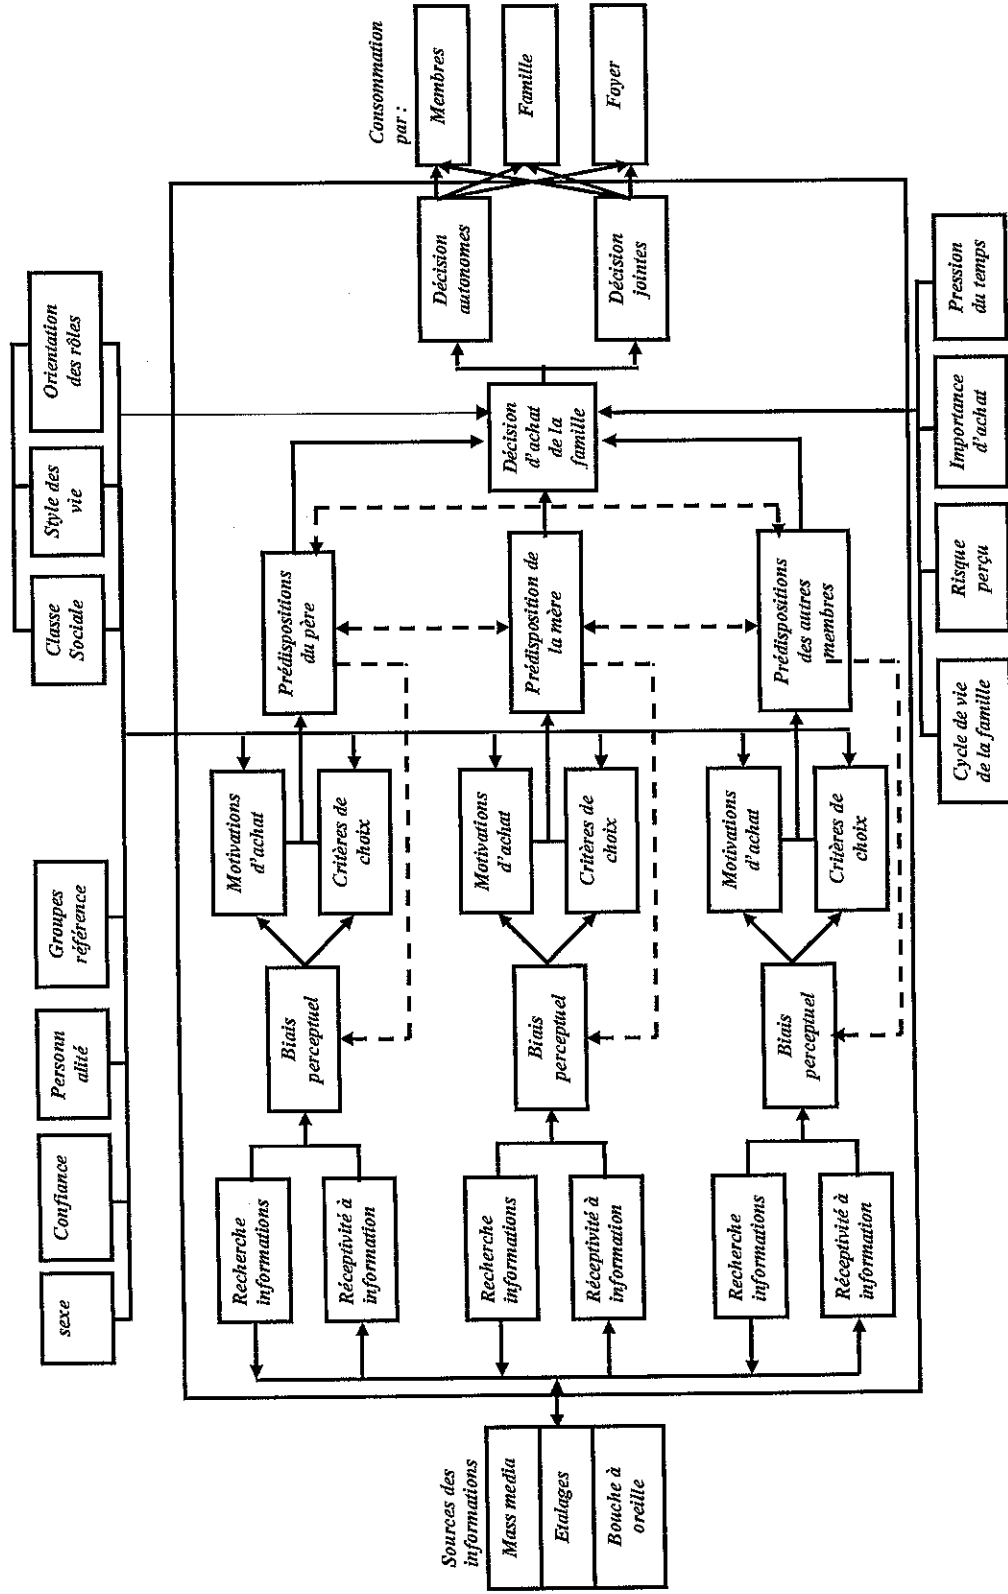 sexe
Confiance
Personn
alité
Groupes
référence
Classe
Sociale
Style des
vie
Orientation
des rôles
Sources des
informations
Mass media
Etalages
Bouche à
oreille
Recherche
informations
Réceptivité à
information
Biais
perceptuel
Motivations
d'achat
Critères de
choix
Prédispositions
du père
Recherche
informations
Réceptivité à
information
Biais
perceptuel
Motivations
d'achat
Critères de
choix
Prédisposition de
la mère
Recherche
informations
Réceptivité à
information
Biais
perceptuel
Motivations
d'achat
Critères de
choix
Prédispositions
des autres
membres
Décision
d'achat
de la
famille
Décision
autonomes
Décision
jointes
Consommation
par :
Membres
Famille
Foyer
Cycle de vie
de la famille
Risque
perçu
Importance
d'achat
Pression
du temps